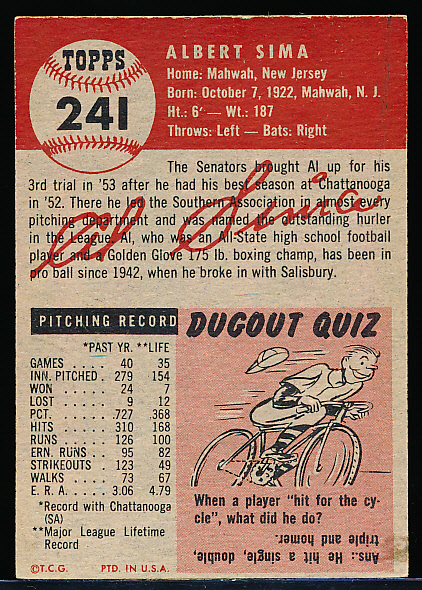 TOPPS
241
ALBERT SIMA
Home: Mahwah, New Jersey
Born: October 7, 1922, Mahwah, N. J.
Ht.: 6' — Wt.: 187
Throws: Left — Bats: Right
The Senators brought Al up for his
3rd trial in '53 after he had his best season at Chattanooga
in '52. There he led the Southern Association in almost every
pitching department and was named the outstanding hurler
in the League. Al, who was an All-State high school football
player and a Golden Glove 175 lb. boxing champ, has been in
pro ball since 1942, when he broke in with Salisbury.
Al Sima
PITCHING RECORD
*PAST YR. **LIFE
GAMES . . . . 40 35
INN. PITCHED . 279 154
WON . . . . . 24 7
LOST . . . . . 9 12
PCT. . . . . . .727 .368
HITS . . . . . 310 168
RUNS . . . . 126 100
ERN. RUNS . . 95 82
STRIKEOUTS . . 123 49
WALKS . . . . 73 67
E. R. A. . . . . 3.06 4.79
*Record with Chattanooga
(SA)
**Major League Lifetime
Record
DUGOUT QUIZ
When a player "hit for the cy-
cle", what did he do?
Ans.: He hit a single, double,
triple and homer.
©T.C.G. PTD. IN U.S.A.